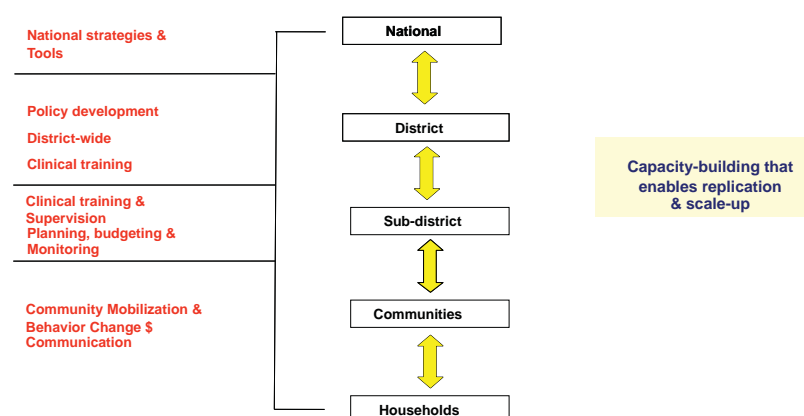 National strategies &
Tools
Policy development
District-wide
Clinical training
Clinical training &
Supervision
Planning, budgeting &
Monitoring
Community Mobilization &
Behavior Change $
Communication
National
District
Sub-district
Communities
Households
Capacity-building that
enables replication
& scale-up